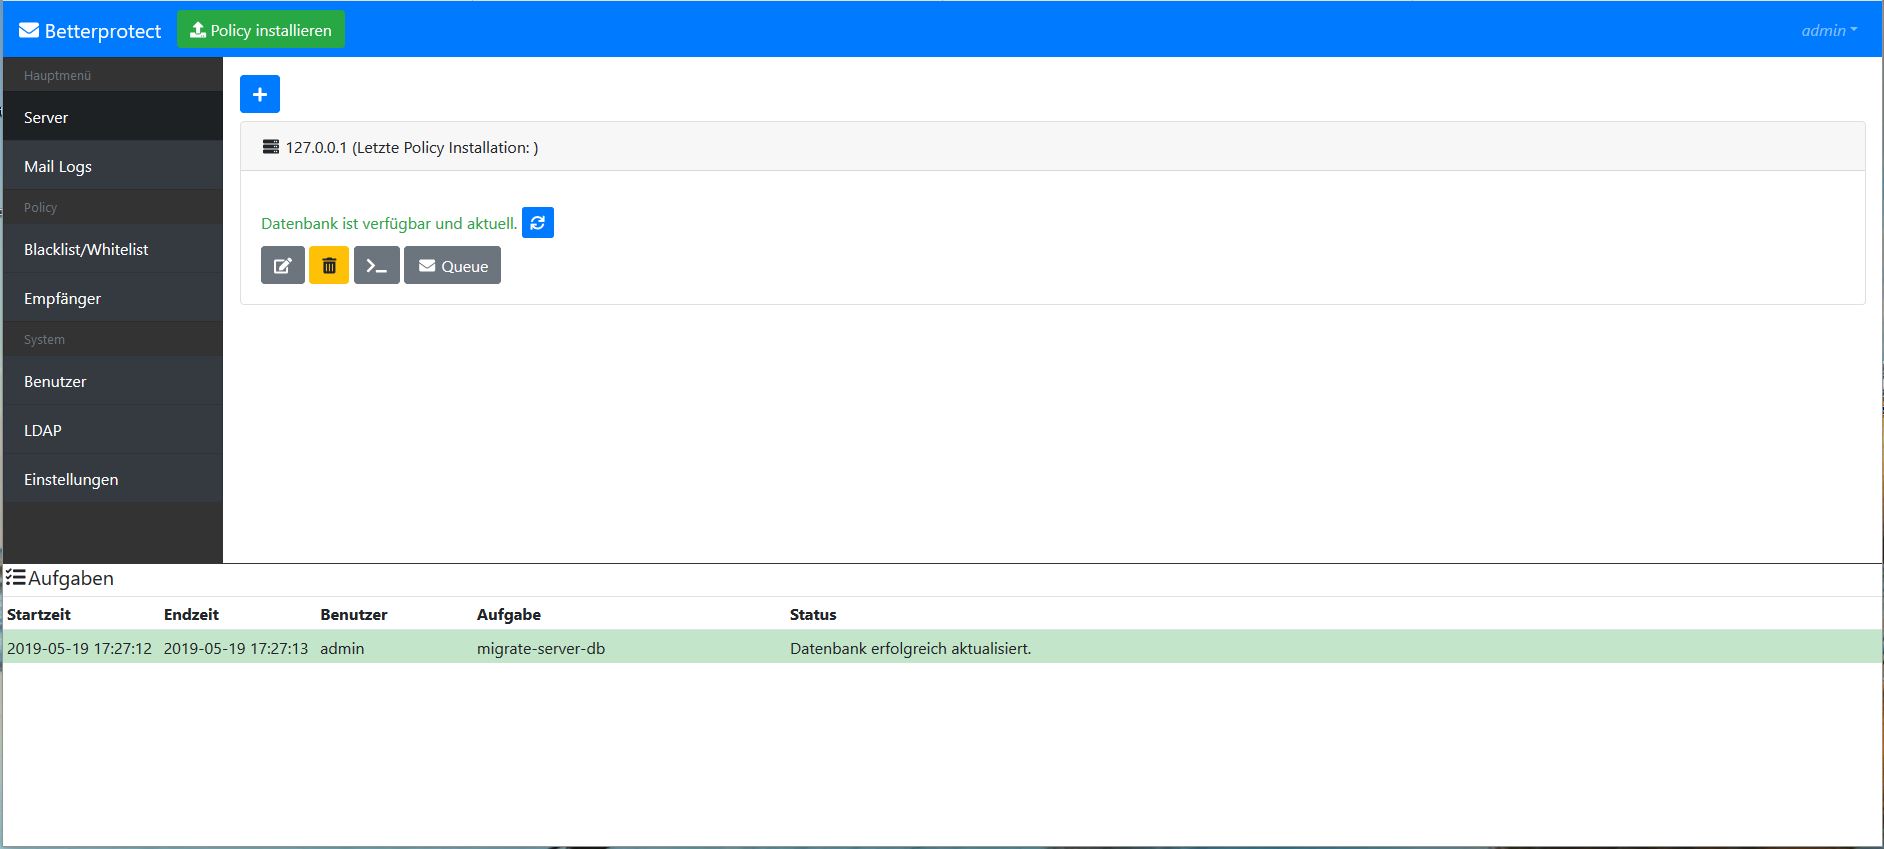 Betterprotect Policy installieren admin
Hauptmenü
Server
Mail Logs
Policy
Blacklist/Whitelist
Empfänger
System
Benutzer
LDAP
Einstellungen
127.0.0.1 (Letzte Policy Installation: )
Datenbank ist verfügbar und aktuell.
Queue
Aufgaben
Startzeit Endzeit Benutzer Aufgabe Status
2019-05-19 17:27:12 2019-05-19 17:27:13 admin migrate-server-db Datenbank erfolgreich aktualisiert.